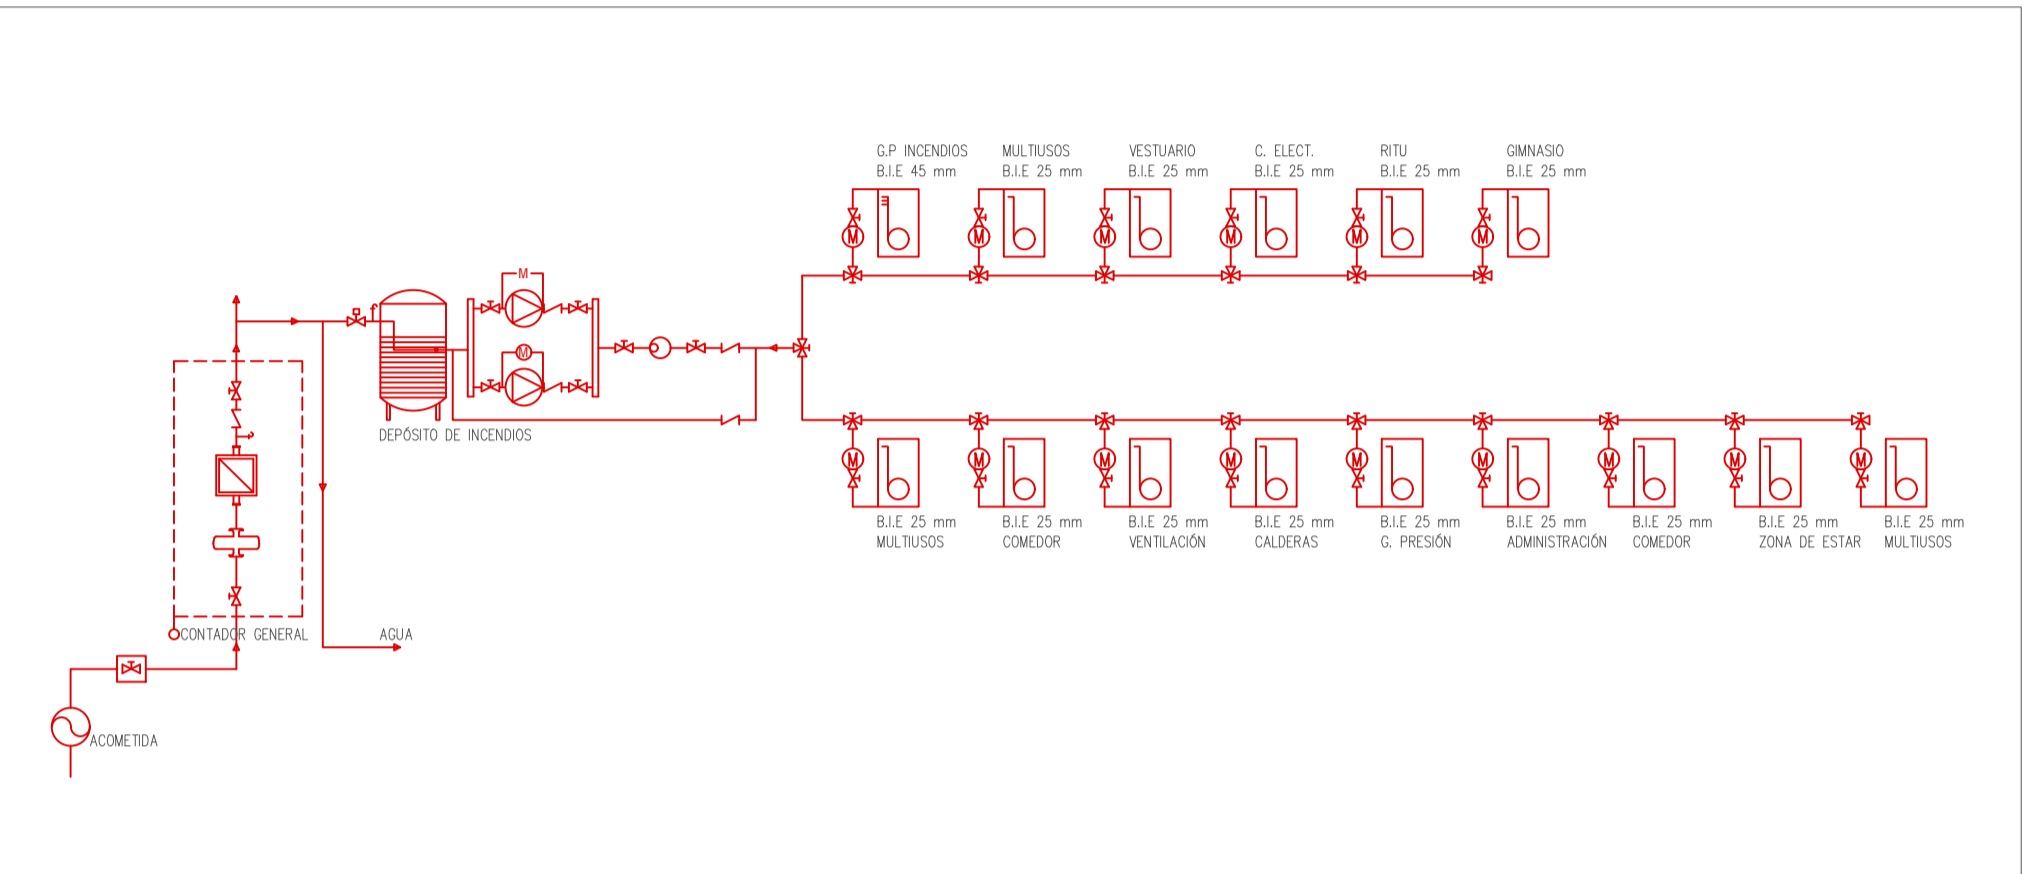 G.P INCENDIOS
B.I.E 45 mm
MULTIUSOS
B.I.E 25 mm
VESTUARIO
B.I.E 25 mm
C. ELECT.
B.I.E 25 mm
RITU
B.I.E 25 mm
GIMNASIO
B.I.E 25 mm
M
M
M
M
M
M
M
M
DEPÓSITO DE INCENDIOS
M
M
M
M
M
M
M
M
M
B.I.E 25 mm
MULTIUSOS
B.I.E 25 mm
COMEDOR
B.I.E 25 mm
VENTILACIÓN
B.I.E 25 mm
CALDERAS
B.I.E 25 mm
G. PRESIÓN
B.I.E 25 mm
ADMINISTRACIÓN
B.I.E 25 mm
COMEDOR
B.I.E 25 mm
ZONA DE ESTAR
B.I.E 25 mm
MULTIUSOS
CONTADOR GENERAL
AGUA
ACOMETIDA